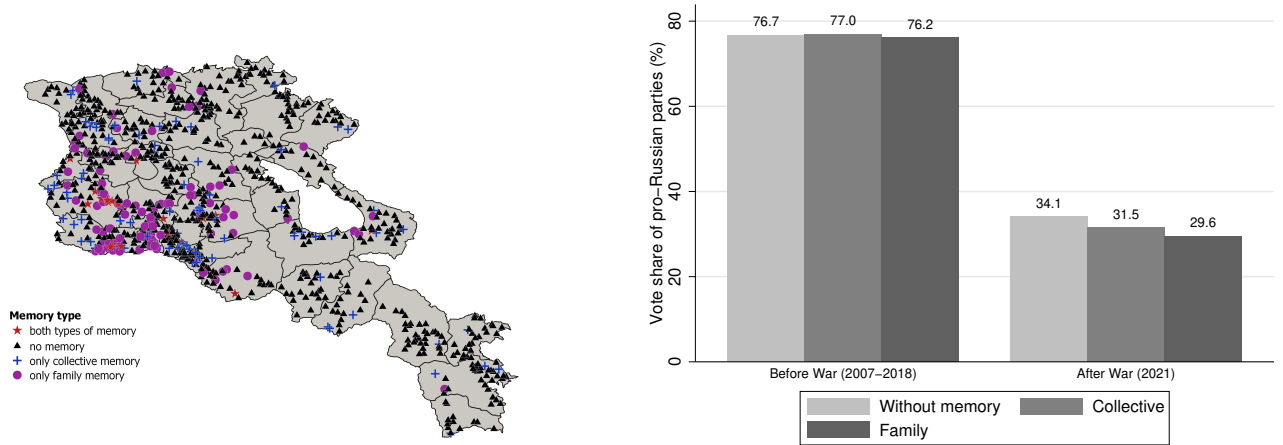 Memory type
both types of memory
no memory
only collective memory
only family memory
Vote share of pro−Russian parties (%)
80
60
40
20
0
76.7 77.0 76.2
34.1 31.5 29.6
Before War (2007−2018) After War (2021)
Without memory Collective
Family